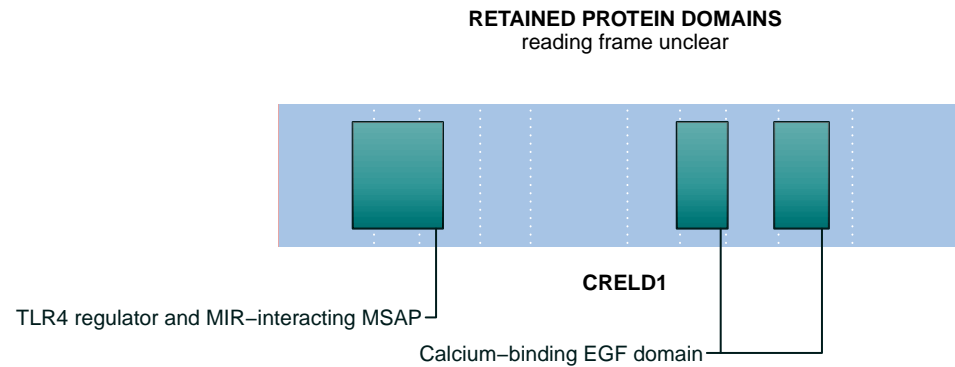 RETAINED PROTEIN DOMAINS
reading frame unclear
CRELD1
TLR4 regulator and MIR−interacting MSAP
Calcium−binding EGF domain